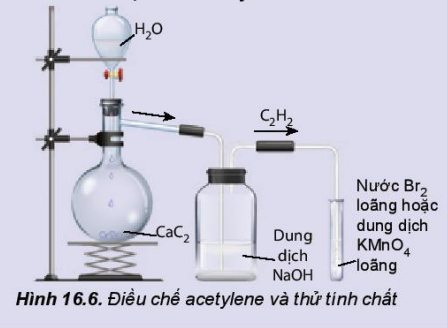 H₂O
C₂H₂
CaC₂
Dung
dịch
NaOH
Nước Br₂
loãng hoặc
dung dịch
KMnO₄
loãng
Hình 16.6. Điều chế acetylene và thử tính chất